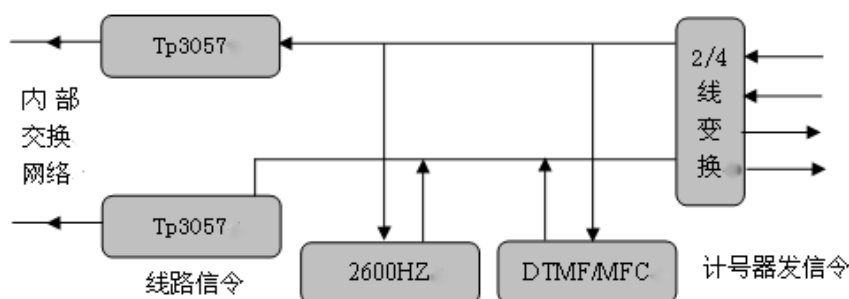 Tp3057
2/4
线
变
换
内 部
交换
网络
Tp3057
线路信令
2600HZ
DTMF/MFC
计号器发信令